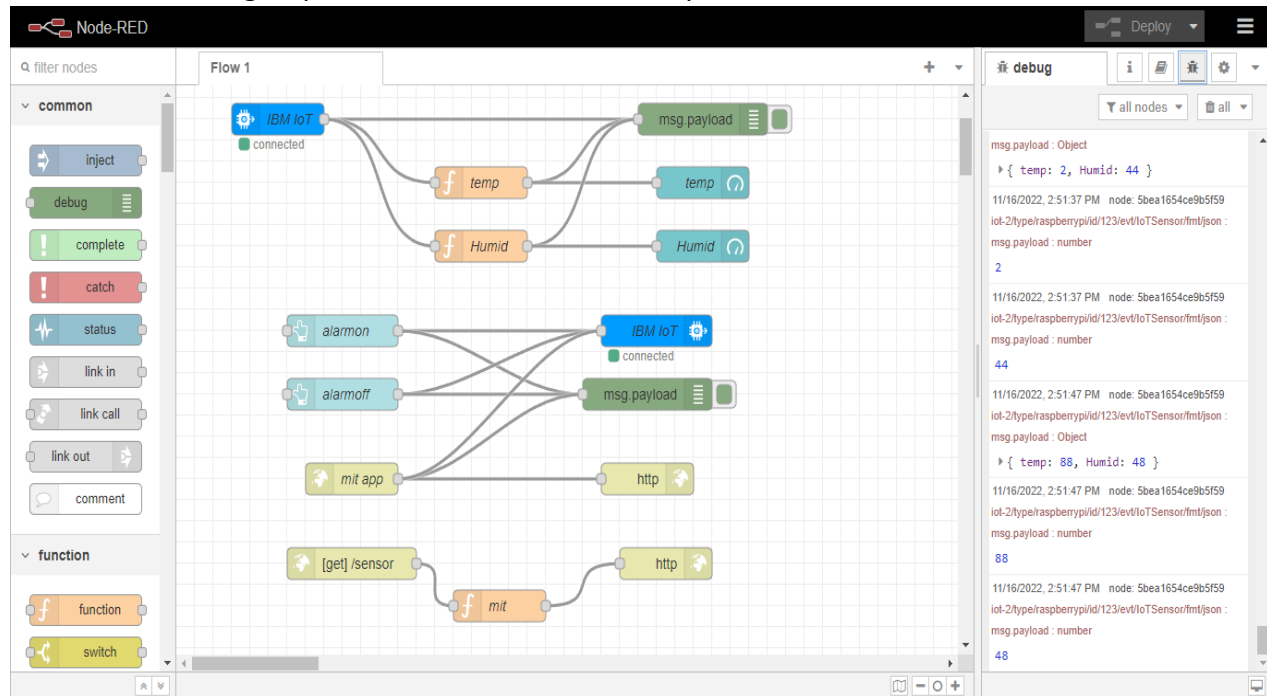 Node-RED
Deploy
filter nodes
Flow 1
debug
i
all nodes
all
common
inject
debug
complete
catch
status
link in
link call
link out
comment
function
function
switch
IBM IoT
connected
msg.payload
temp
temp
Humid
Humid
alarmon
IBM IoT
connected
alarmoff
msg.payload
mit app
http
[get] /sensor
http
mit
msg.payload : Object
{ temp: 2, Humid: 44 }
11/16/2022, 2:51:37 PM node: 5bea1654ce9b5f59
iot-2/type/raspberrypi/id/123/evt/IoTSensor/fmt/json :
msg.payload : number
2
11/16/2022, 2:51:37 PM node: 5bea1654ce9b5f59
iot-2/type/raspberrypi/id/123/evt/IoTSensor/fmt/json :
msg.payload : number
44
11/16/2022, 2:51:47 PM node: 5bea1654ce9b5f59
iot-2/type/raspberrypi/id/123/evt/IoTSensor/fmt/json :
msg.payload : Object
{ temp: 88, Humid: 48 }
11/16/2022, 2:51:47 PM node: 5bea1654ce9b5f59
iot-2/type/raspberrypi/id/123/evt/IoTSensor/fmt/json :
msg.payload : number
88
11/16/2022, 2:51:47 PM node: 5bea1654ce9b5f59
iot-2/type/raspberrypi/id/123/evt/IoTSensor/fmt/json :
msg.payload : number
48